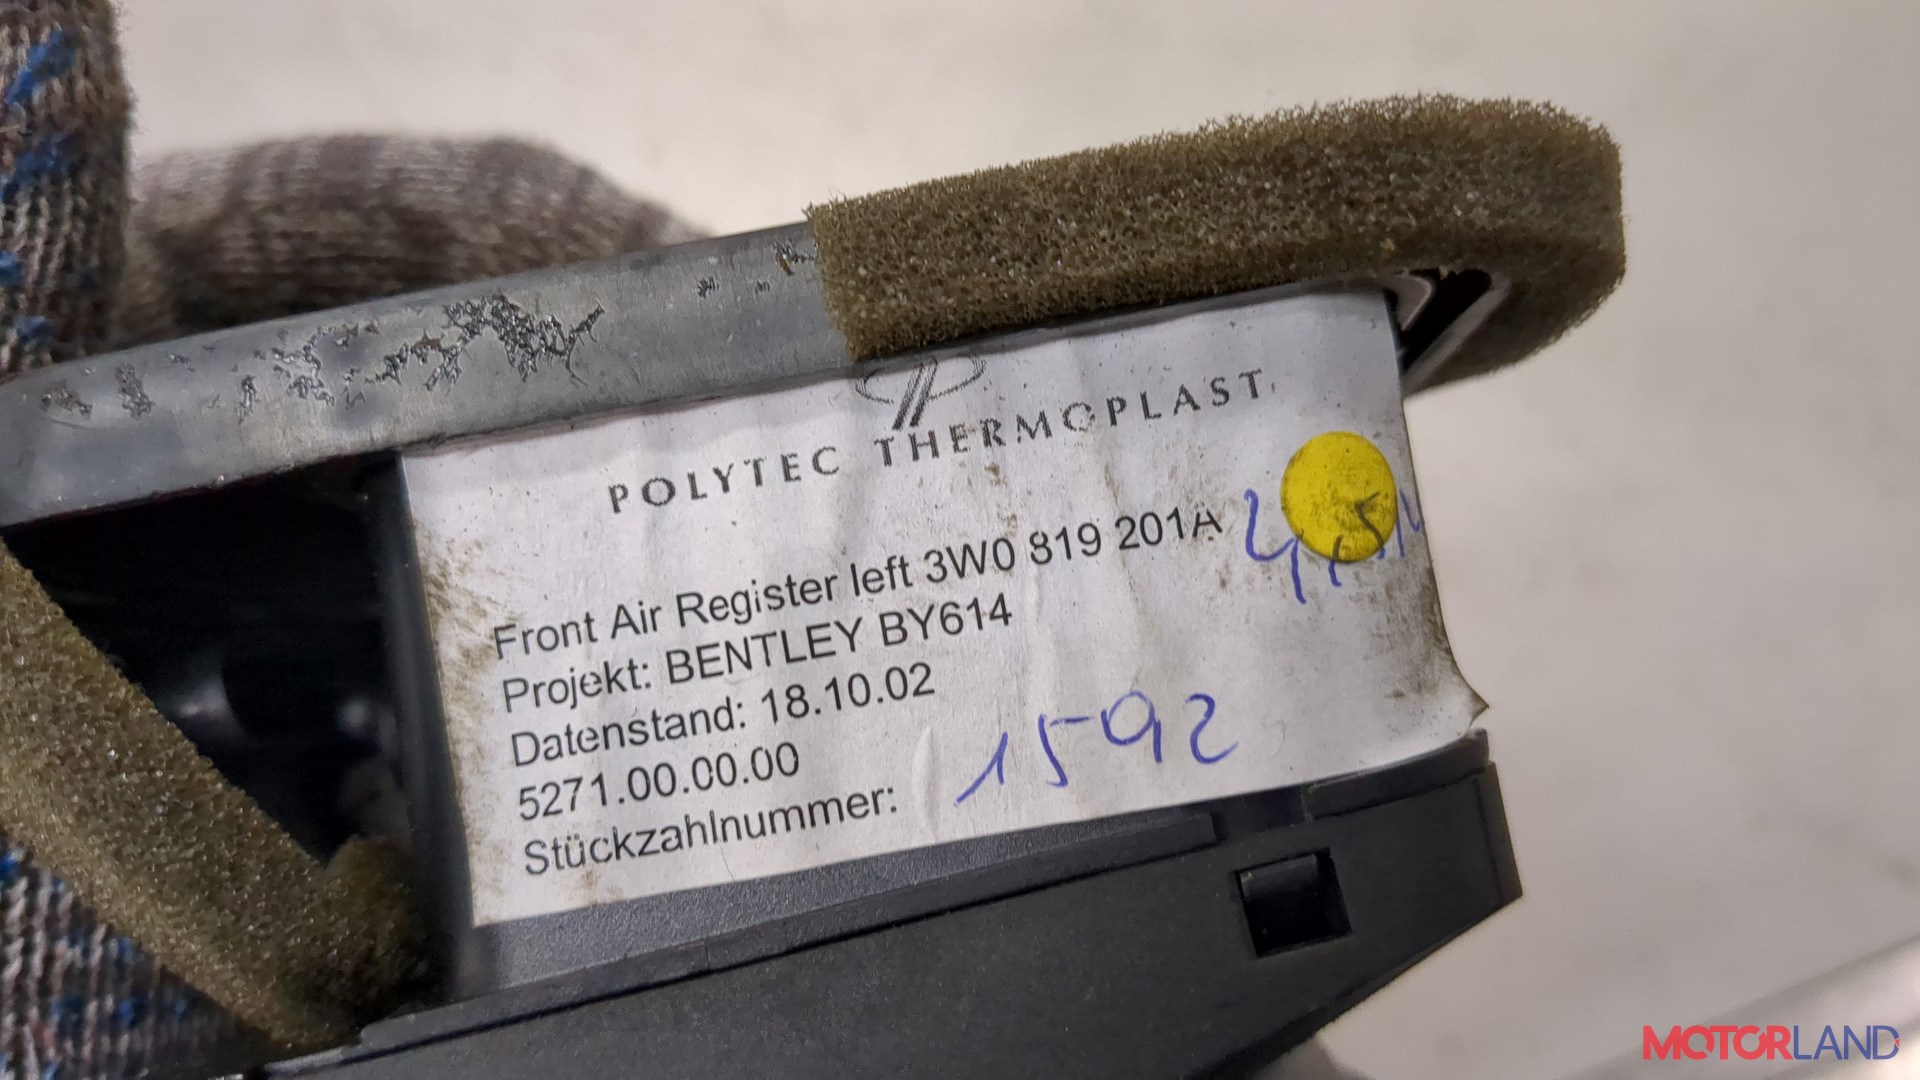 POLYTEC THERMOPLAST
Front Air Register left 3W0 819 201A
Projekt: BENTLEY BY614
Datenstand: 18.10.02
5271.00.00.00
Stückzahlnummer: 1592
MOTORLAND